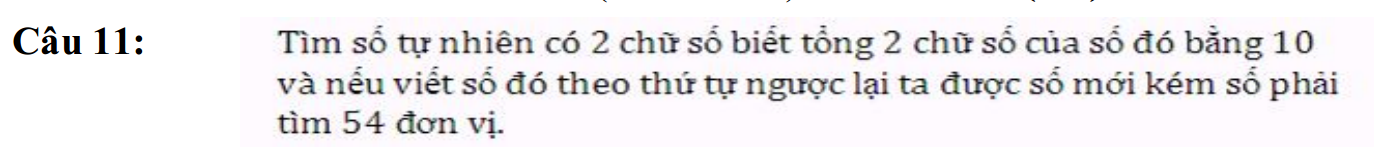 Câu 11: Tìm số tự nhiên có 2 chữ số biết tổng 2 chữ số của số đó bằng 10
và nếu viết số đó theo thứ tự ngược lại ta được số mới kém số phải
tìm 54 đơn vị.